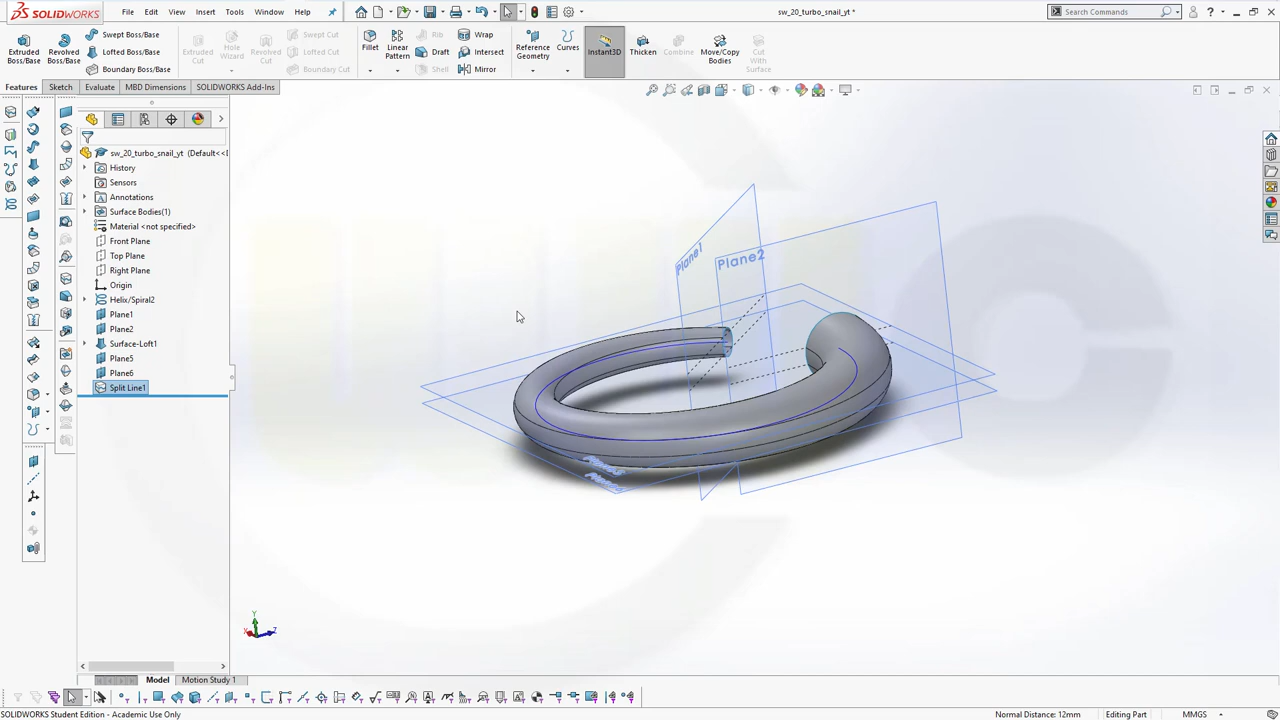 SOLIDWORKS
File Edit View Insert Tools Window
sw_20_turbo_snail_yt *
Search Commands
Extruded Boss/Base
Revolved Boss/Base
Swept Boss/Base
Lofted Boss/Base
Boundary Boss/Base
Extruded Cut
Hole Wizard
Revolved Cut
Swept Cut
Lofted Cut
Boundary Cut
Fillet
Linear Pattern
Rib
Draft
Shell
Wrap
Intersect
Mirror
Reference Geometry
Curves
Instant3D
Thicken
Combine
Move/Copy Bodies
Cut With Surface
Features Sketch Evaluate MBD Dimensions SOLIDWORKS Add-Ins
sw_20_turbo_snail_yt (Default<<D
History
Sensors
Annotations
Surface Bodies(1)
Material <not specified>
Front Plane
Top Plane
Right Plane
Origin
Helix/Spiral2
Plane1
Plane2
Surface-Loft1
Plane5
Plane6
Split Line1
Plane1
Plane2
Y
X
Z
Model Motion Study 1
SOLIDWORKS Student Edition - Academic Use Only
Normal Distance: 12mm Editing Part MMGS